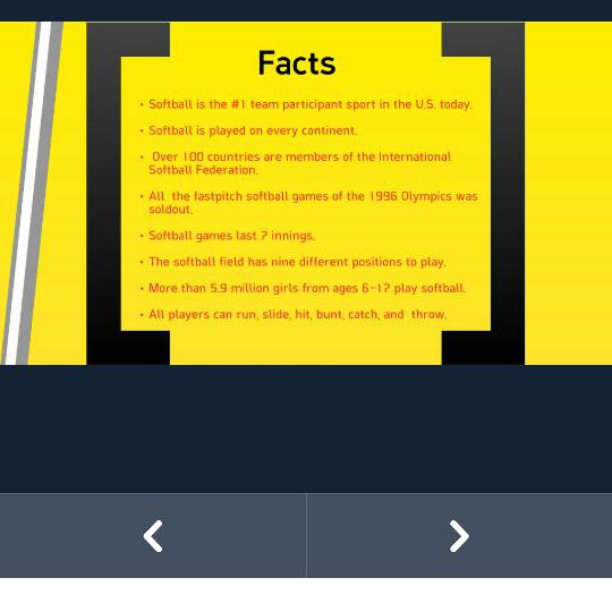 Facts
• Softball is the #1 team participant sport in the U.S. today.
• Softball is played on every continent.
• Over 100 countries are members of the International
Softball Federation.
• All the fastpitch softball games of the 1996 Olympics was
soldout.
• Softball games last 7 innings.
• The softball field has nine different positions to play.
• More than 5.9 million girls from ages 6-17 play softball.
• All players can run, slide, hit, bunt, catch, and throw.